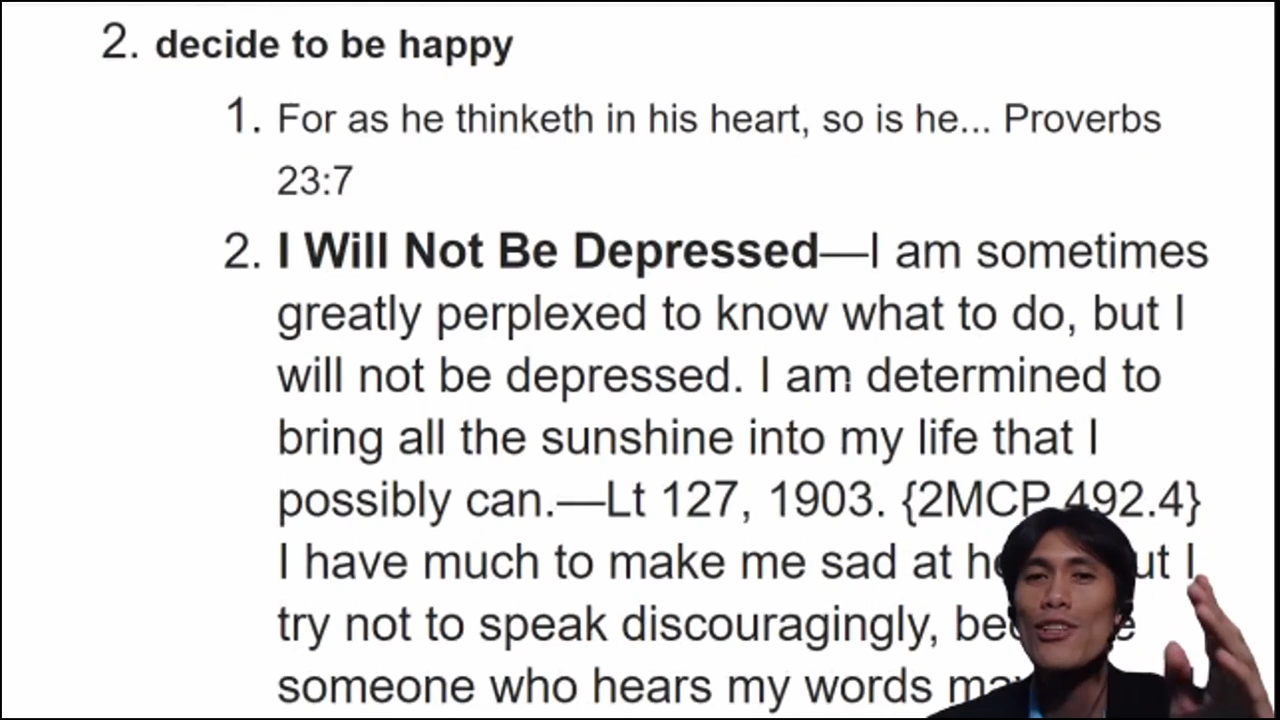 2. decide to be happy
1. For as he thinketh in his heart, so is he... Proverbs
23:7
2. I Will Not Be Depressed—I am sometimes
greatly perplexed to know what to do, but I
will not be depressed. I am determined to
bring all the sunshine into my life that I
possibly can.—Lt 127, 1903. {2MCP 492.4}
I have much to make me sad at I
try not to speak discouragingly,
someone who hears my words